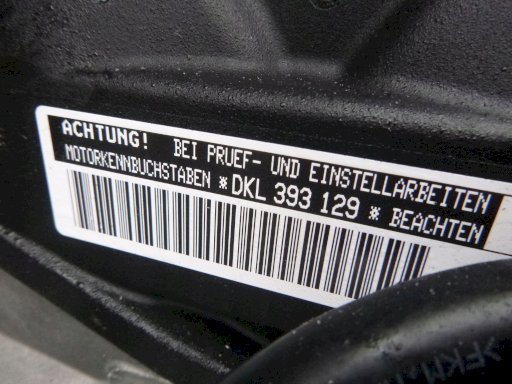 ACHTUNG! BEI PRUEF- UND EINSTELLARBEITEN
MOTORKENNBUCHSTABEN *DKL 393 129* BEACHTEN